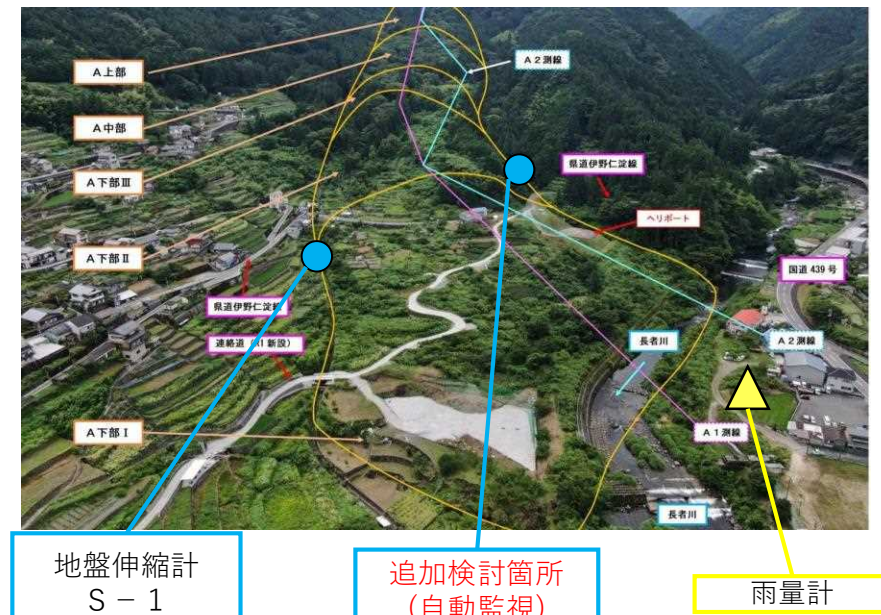 A上部
A2測線
A中部
県道伊野仁淀線
A下部Ⅲ
ヘリポート
A下部Ⅱ
国道439号
県道伊野仁淀線
長者川
A2測線
A1測線
A下部Ⅰ
長者川
地盤伸縮計
S－1
追加検討箇所
(自動監視)
雨量計